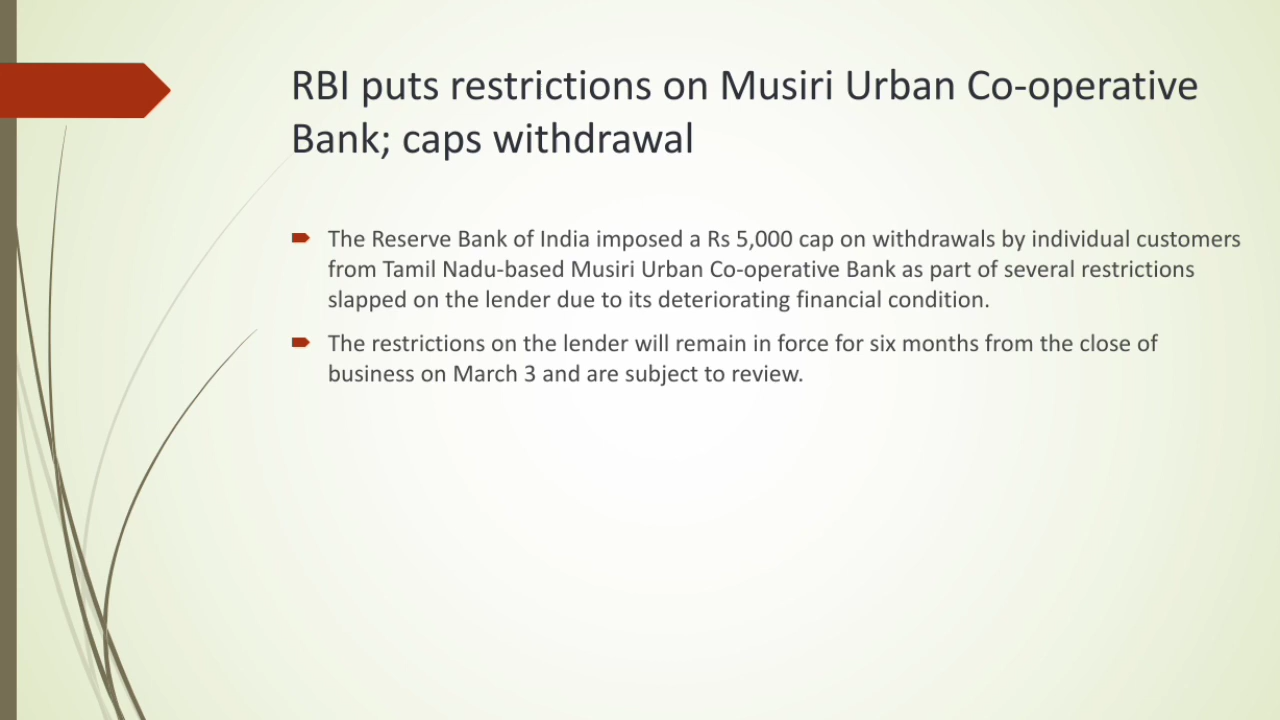 RBI puts restrictions on Musiri Urban Co-operative
Bank; caps withdrawal
The Reserve Bank of India imposed a Rs 5,000 cap on withdrawals by individual customers
from Tamil Nadu-based Musiri Urban Co-operative Bank as part of several restrictions
slapped on the lender due to its deteriorating financial condition.
The restrictions on the lender will remain in force for six months from the close of
business on March 3 and are subject to review.